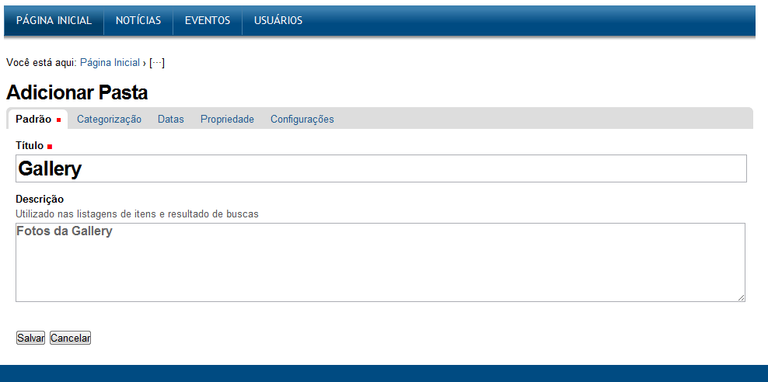 PÁGINA INICIAL NOTÍCIAS EVENTOS USUÁRIOS
Você está aqui: Página Inicial › [···]
Adicionar Pasta
Padrão Categorização Datas Propriedade Configurações
Título
Gallery
Descrição
Utilizado nas listagens de itens e resultado de buscas
Fotos da Gallery
Salvar Cancelar